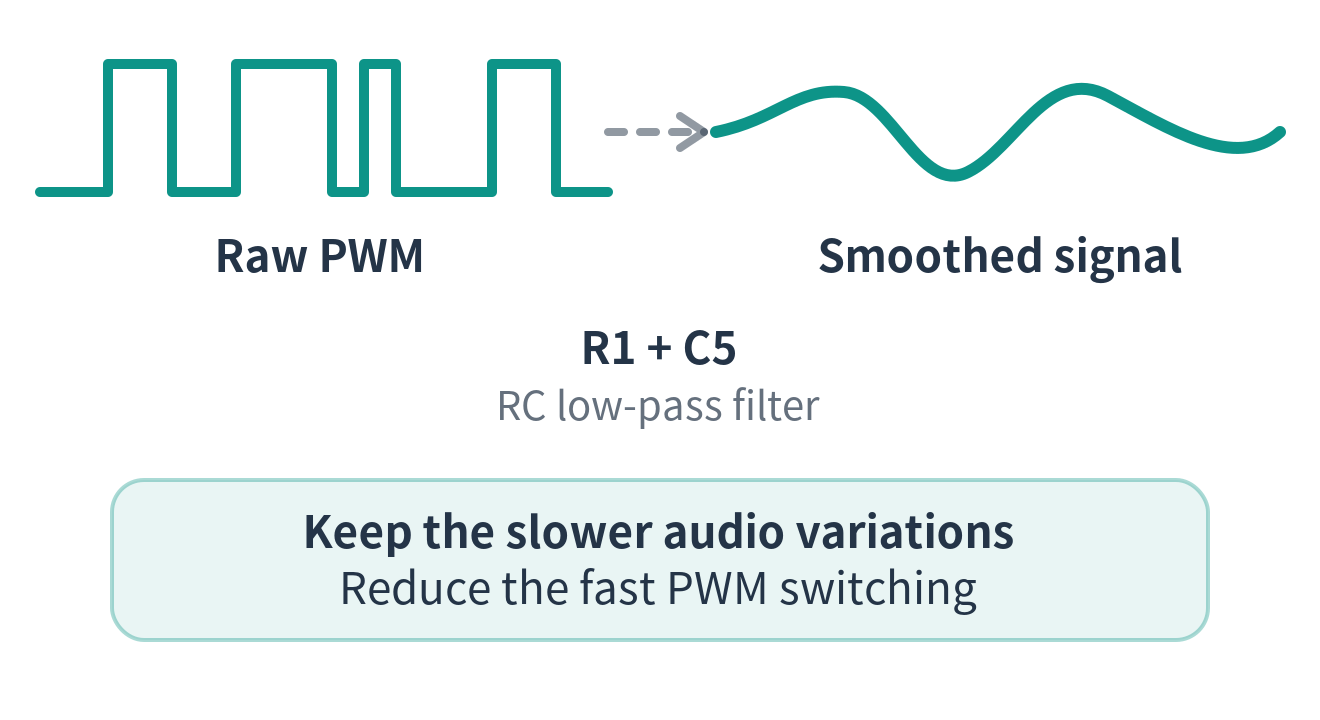 Raw PWM
Smoothed signal
R1 + C5
RC low-pass filter
Keep the slower audio variations
Reduce the fast PWM switching